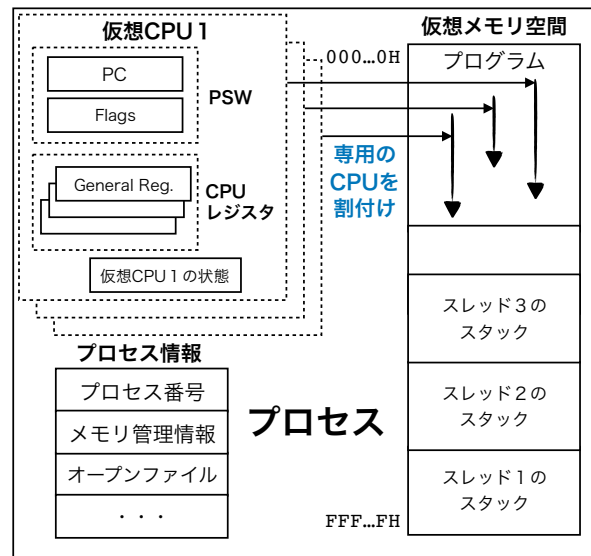 仮想CPU１
PC
Flags
PSW
General Reg.
CPU
レジスタ
仮想CPU１の状態
プロセス情報
プロセス番号
メモリ管理情報
オープンファイル
・・・
プロセス
専用の
CPUを
割付け
仮想メモリ空間
000…0H
プログラム
スレッド３の
スタック
スレッド２の
スタック
スレッド１の
スタック
FFF…FH